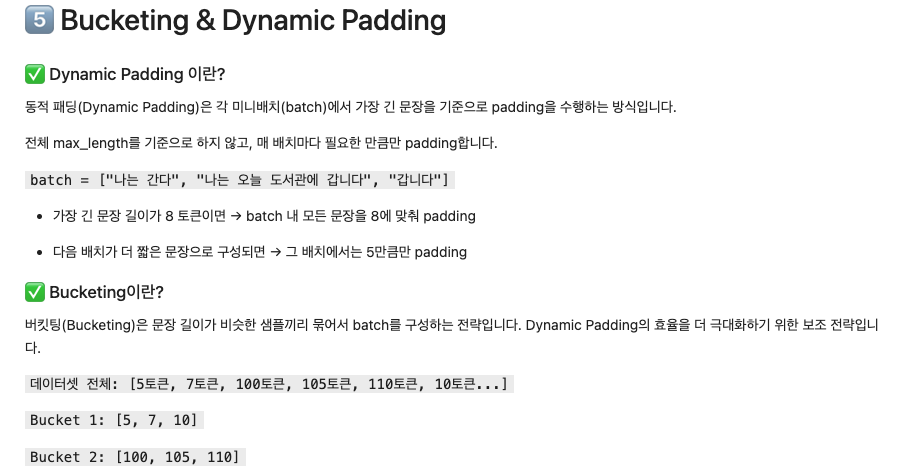 5 Bucketing & Dynamic Padding
✅ Dynamic Padding 이란?
동적 패딩(Dynamic Padding)은 각 미니배치(batch)에서 가장 긴 문장을 기준으로 padding을 수행하는 방식입니다.
전체 max_length를 기준으로 하지 않고, 매 배치마다 필요한 만큼만 padding합니다.
batch = ["나는 간다", "나는 오늘 도서관에 갑니다", "갑니다"]
• 가장 긴 문장 길이가 8 토큰이면 → batch 내 모든 문장을 8에 맞춰 padding
• 다음 배치가 더 짧은 문장으로 구성되면 → 그 배치에서는 5만큼만 padding
✅ Bucketing이란?
버킷팅(Bucketing)은 문장 길이가 비슷한 샘플끼리 묶어서 batch를 구성하는 전략입니다. Dynamic Padding의 효율을 더 극대화하기 위한 보조 전략입니
다.
데이터셋 전체: [5토큰, 7토큰, 100토큰, 105토큰, 110토큰, 10토큰...]
Bucket 1: [5, 7, 10]
Bucket 2: [100, 105, 110]